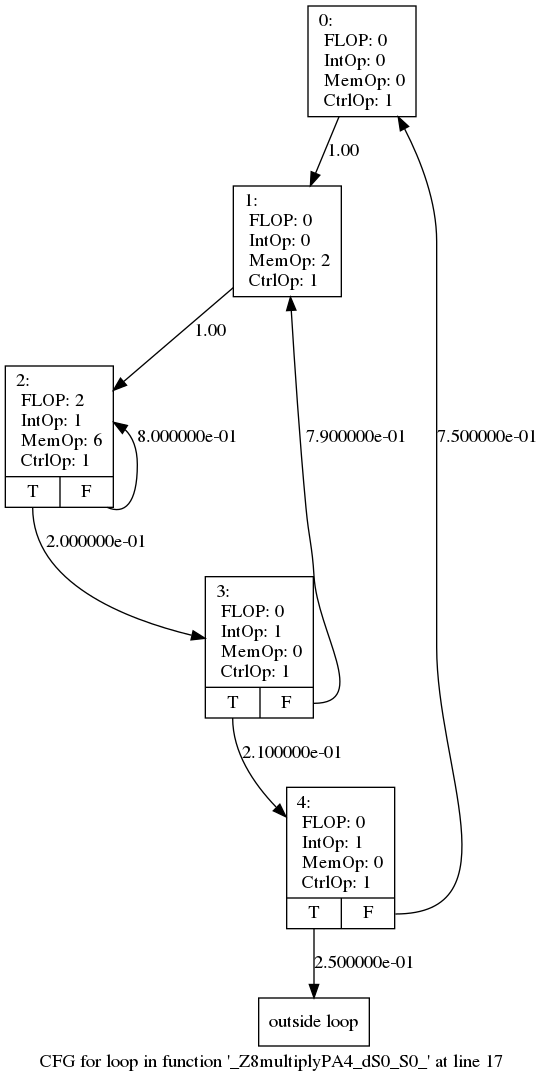 0:
FLOP: 0
IntOp: 0
MemOp: 0
CtrlOp: 1
1.00
1:
FLOP: 0
IntOp: 0
MemOp: 2
CtrlOp: 1
1.00
2:
FLOP: 2
IntOp: 1
MemOp: 6
CtrlOp: 1
T F
8.000000e-01
7.900000e-01
7.500000e-01
2.000000e-01
3:
FLOP: 0
IntOp: 1
MemOp: 0
CtrlOp: 1
T F
2.100000e-01
4:
FLOP: 0
IntOp: 1
MemOp: 0
CtrlOp: 1
T F
2.500000e-01
outside loop
CFG for loop in function '_Z8multiplyPA4_dS0_S0_' at line 17